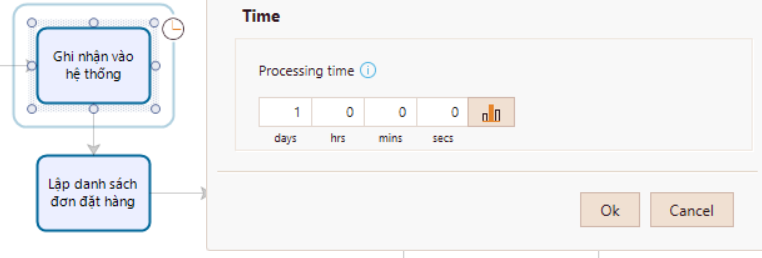 Time
Ghi nhận vào
hệ thống
Processing time
1 0 0 0
days hrs mins secs
Lập danh sách
đơn đặt hàng
Ok Cancel